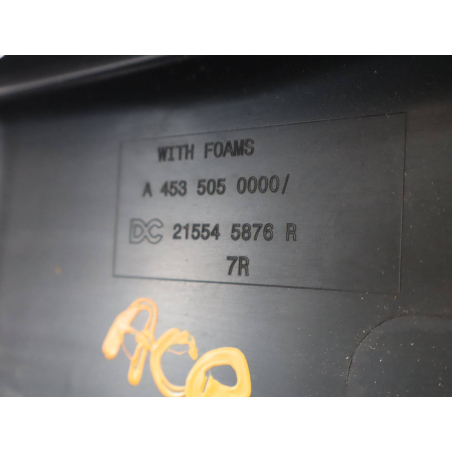 WITH FOAMS
A 453 505 0000/
DC 21554 5876 R
7R